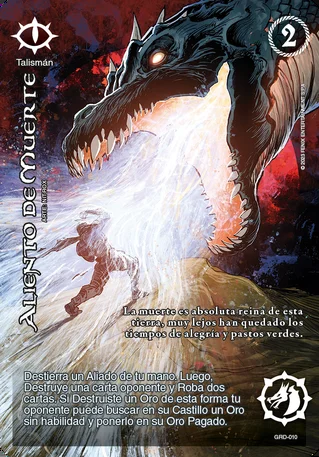 2
Talismán
ALIENTO DE MUERTE
© 2023 FENIX ENTERTAINMENT S.P.A
La muerte es absoluta reina de esta
tierra, muy lejos han quedado los
tiempos de alegría y pastos verdes.
Destierra un Aliado de tu mano. Luego,
Destruye una carta oponente y Roba dos
cartas. Si Destruiste un Oro de esta forma tu
oponente puede buscar en su Castillo un Oro
sin habilidad y ponerlo en su Oro Pagado.
GRD-010